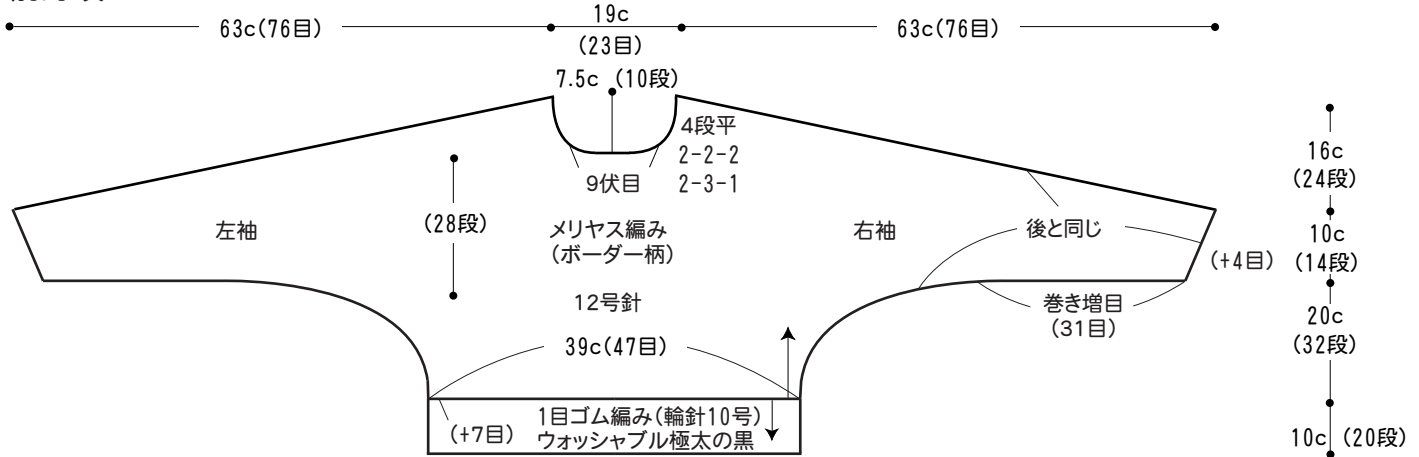 63c(76目)
19c
(23目)
63c(76目)
7.5c (10段)
4段平
2-2-2
2-3-1
9伏目
16c
(24段)
左袖
(28段)
メリヤス編み
(ボーダー柄)
右袖
後と同じ
(+4目)
10c
(14段)
12号針
巻き増目
(31目)
20c
(32段)
39c(47目)
(+7目)
1目ゴム編み(輪針10号)
ウォッシャブル極太の黒
10c (20段)